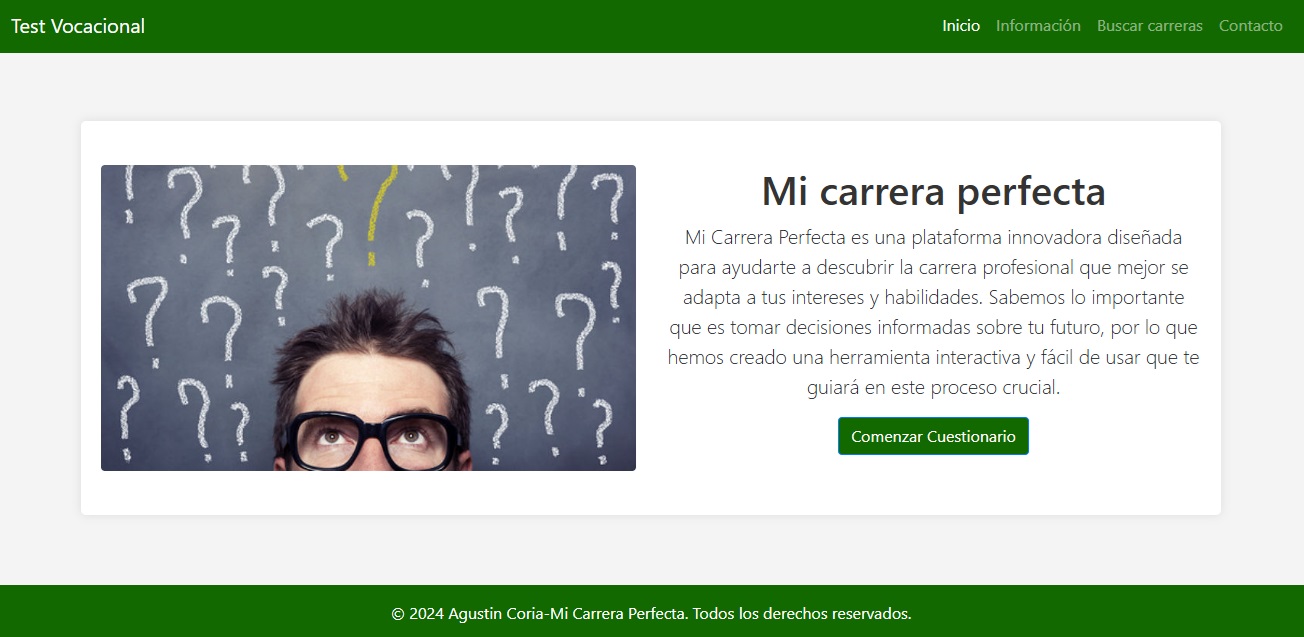 Test Vocacional
Inicio
Información
Buscar carreras
Contacto
Mi carrera perfecta
Mi Carrera Perfecta es una plataforma innovadora diseñada
para ayudarte a descubrir la carrera profesional que mejor se
adapta a tus intereses y habilidades. Sabemos lo importante
que es tomar decisiones informadas sobre tu futuro, por lo que
hemos creado una herramienta interactiva y fácil de usar que te
guiará en este proceso crucial.
Comenzar Cuestionario
© 2024 Agustin Coria-Mi Carrera Perfecta. Todos los derechos reservados.